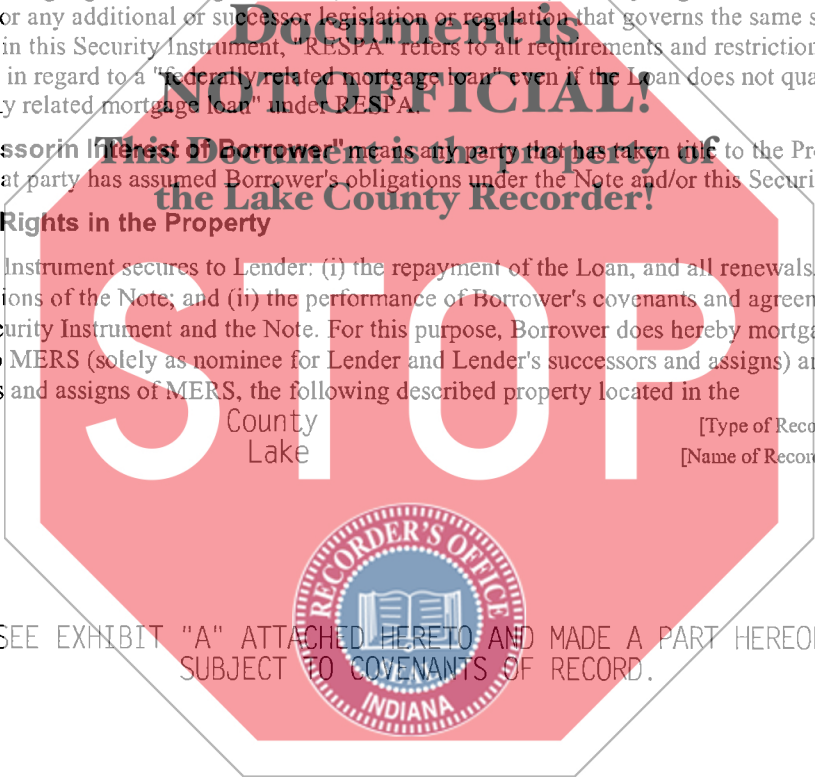 or any additional or successor legislation or regulation that governs the same s
in this Security Instrument, "RESPA" refers to all requirements and restriction
in regard to a "federally related mortgage loan" even if the Loan does not qua
y related mortgage loan" under RESPA.
Document is
NOT OFFICIAL!
This Document is the property of
the Lake County Recorder!
ssorin Interest of Borrower" means any party that has taken title to the Pr
at party has assumed Borrower's obligations under the Note and/or this Securi
Rights in the Property
Instrument secures to Lender: (i) the repayment of the Loan, and all renewals,
ions of the Note; and (ii) the performance of Borrower's covenants and agreem
curity Instrument and the Note. For this purpose, Borrower does hereby mortga
MERS (solely as nominee for Lender and Lender's successors and assigns) an
s and assigns of MERS, the following described property located in the
County [Type of Reco
Lake [Name of Record
STOP
RECORDER'S OFFICE
SEAL
INDIANA
SEE EXHIBIT "A" ATTACHED HERETO AND MADE A PART HEREOF
SUBJECT TO COVENANTS OF RECORD.